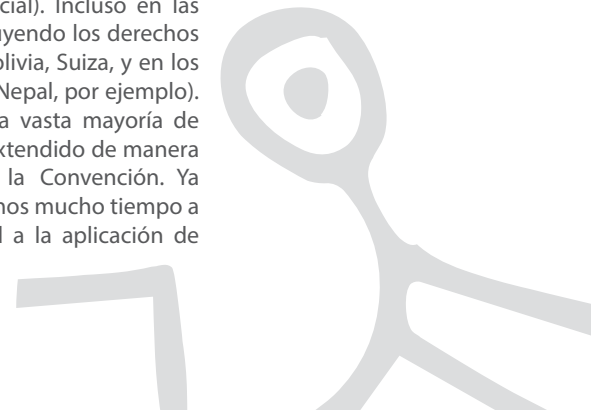 cial). Incluso en las
uyendo los derechos
olivia, Suiza, y en los
Nepal, por ejemplo).
a vasta mayoría de
xtendido de manera
la Convención. Ya
nos mucho tiempo a
l a la aplicación de